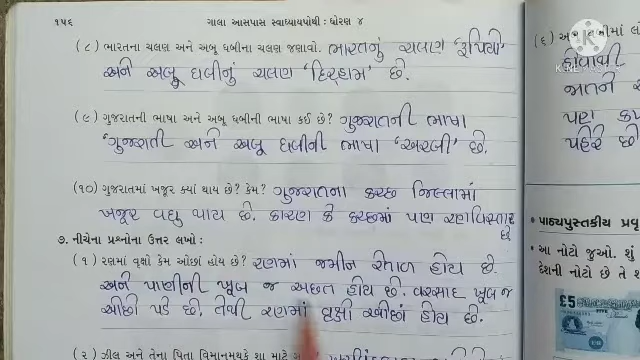 ૧૫૬
ગાલા આસપાસ સ્વાધ્યાયપોથી : ધોરણ ૪
(૮) ભારતના ચલણ અને અબૂ ધબીના ચલણ જણાવો. ભારતનું ચલણ 'રૂપિયો'
અને અબૂ ધાબીનું ચલણ 'દિરહામ' છે.
(૯) ગુજરાતની ભાષા અને અબૂ ધબીની ભાષા કઈ છે? ગુજરાતની ભાષા
'ગુજરાતી અને અબૂ ધાબીની ભાષા 'અરબી' છે.
(૧૦) ગુજરાતમાં ખજૂર ક્યાં થાય છે? કેમ? ગુજરાતના કચ્છ જિલ્લામાં
ખજૂર વધુ થાય છે. કારણ કે કચ્છમાં પણ રણવિસ્તાર
છે
૭. નીચેના પ્રશ્નોના ઉત્તર લખો :
(૧) રણમાં વૃક્ષો કેમ ઓછાં હોય છે? રણમાં જમીન રેતાળ હોય છે.
અને પાણીની ખૂબ જ અછત હોય છે. વરસાદ ખૂબ જ
ઓછો પડે છે. તેથી રણમાં વૃક્ષો ઓછાં હોય છે.
(૨) ઝીલ અને તેના પિતા વિમાનમથકે શા માટે
(૬) અ
હોવાથી
પણ
પહેરે છે
• પાઠ્યપુસ્તકીય પ્રવૃ
• આ નોટો જુઓ. શું
દેશની નોટો છે તે
£5